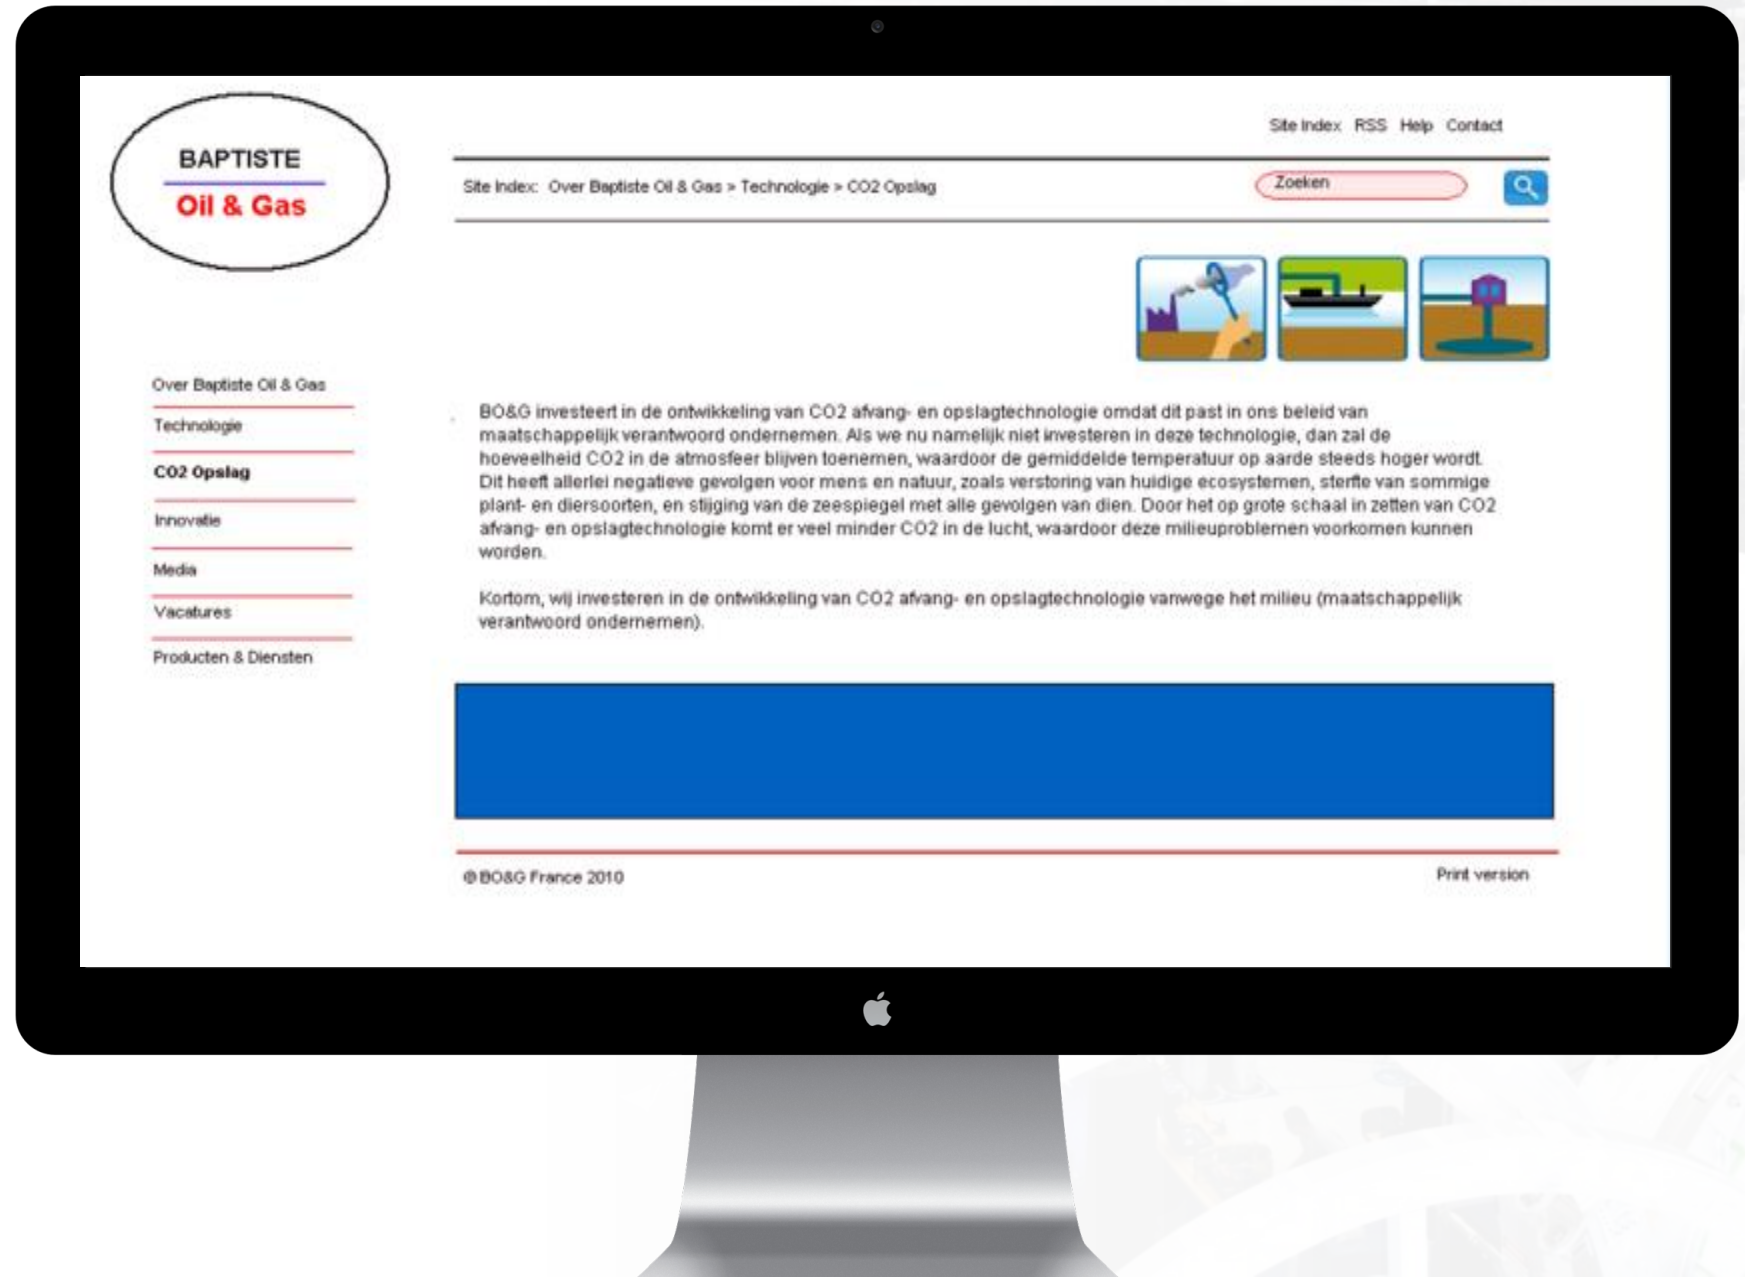 BAPTISTE
Oil & Gas
Site Index RSS Help Contact
Site Index: Over Baptiste Oil & Gas > Technologie > CO2 Opslag
Zoeken
Over Baptiste Oil & Gas
Technologie
CO2 Opslag
Innovatie
Media
Vacatures
Producten & Diensten
BO&G investeert in de ontwikkeling van CO2 afvang- en opslagtechnologie omdat dit past in ons beleid van
maatschappelijk verantwoord ondernemen. Als we nu namelijk niet investeren in deze technologie, dan zal de
hoeveelheid CO2 in de atmosfeer blijven toenemen, waardoor de gemiddelde temperatuur op aarde steeds hoger wordt.
Dit heeft allerlei negatieve gevolgen voor mens en natuur, zoals verstoring van huidige ecosystemen, sterfte van sommige
plant- en diersoorten, en stijging van de zeespiegel met alle gevolgen van dien. Door het op grote schaal in zetten van CO2
afvang- en opslagtechnologie komt er veel minder CO2 in de lucht, waardoor deze milieuproblemen voorkomen kunnen
worden.
Kortom, wij investeren in de ontwikkeling van CO2 afvang- en opslagtechnologie vanwege het milieu (maatschappelijk
verantwoord ondernemen).
© BO&G France 2010
Print version